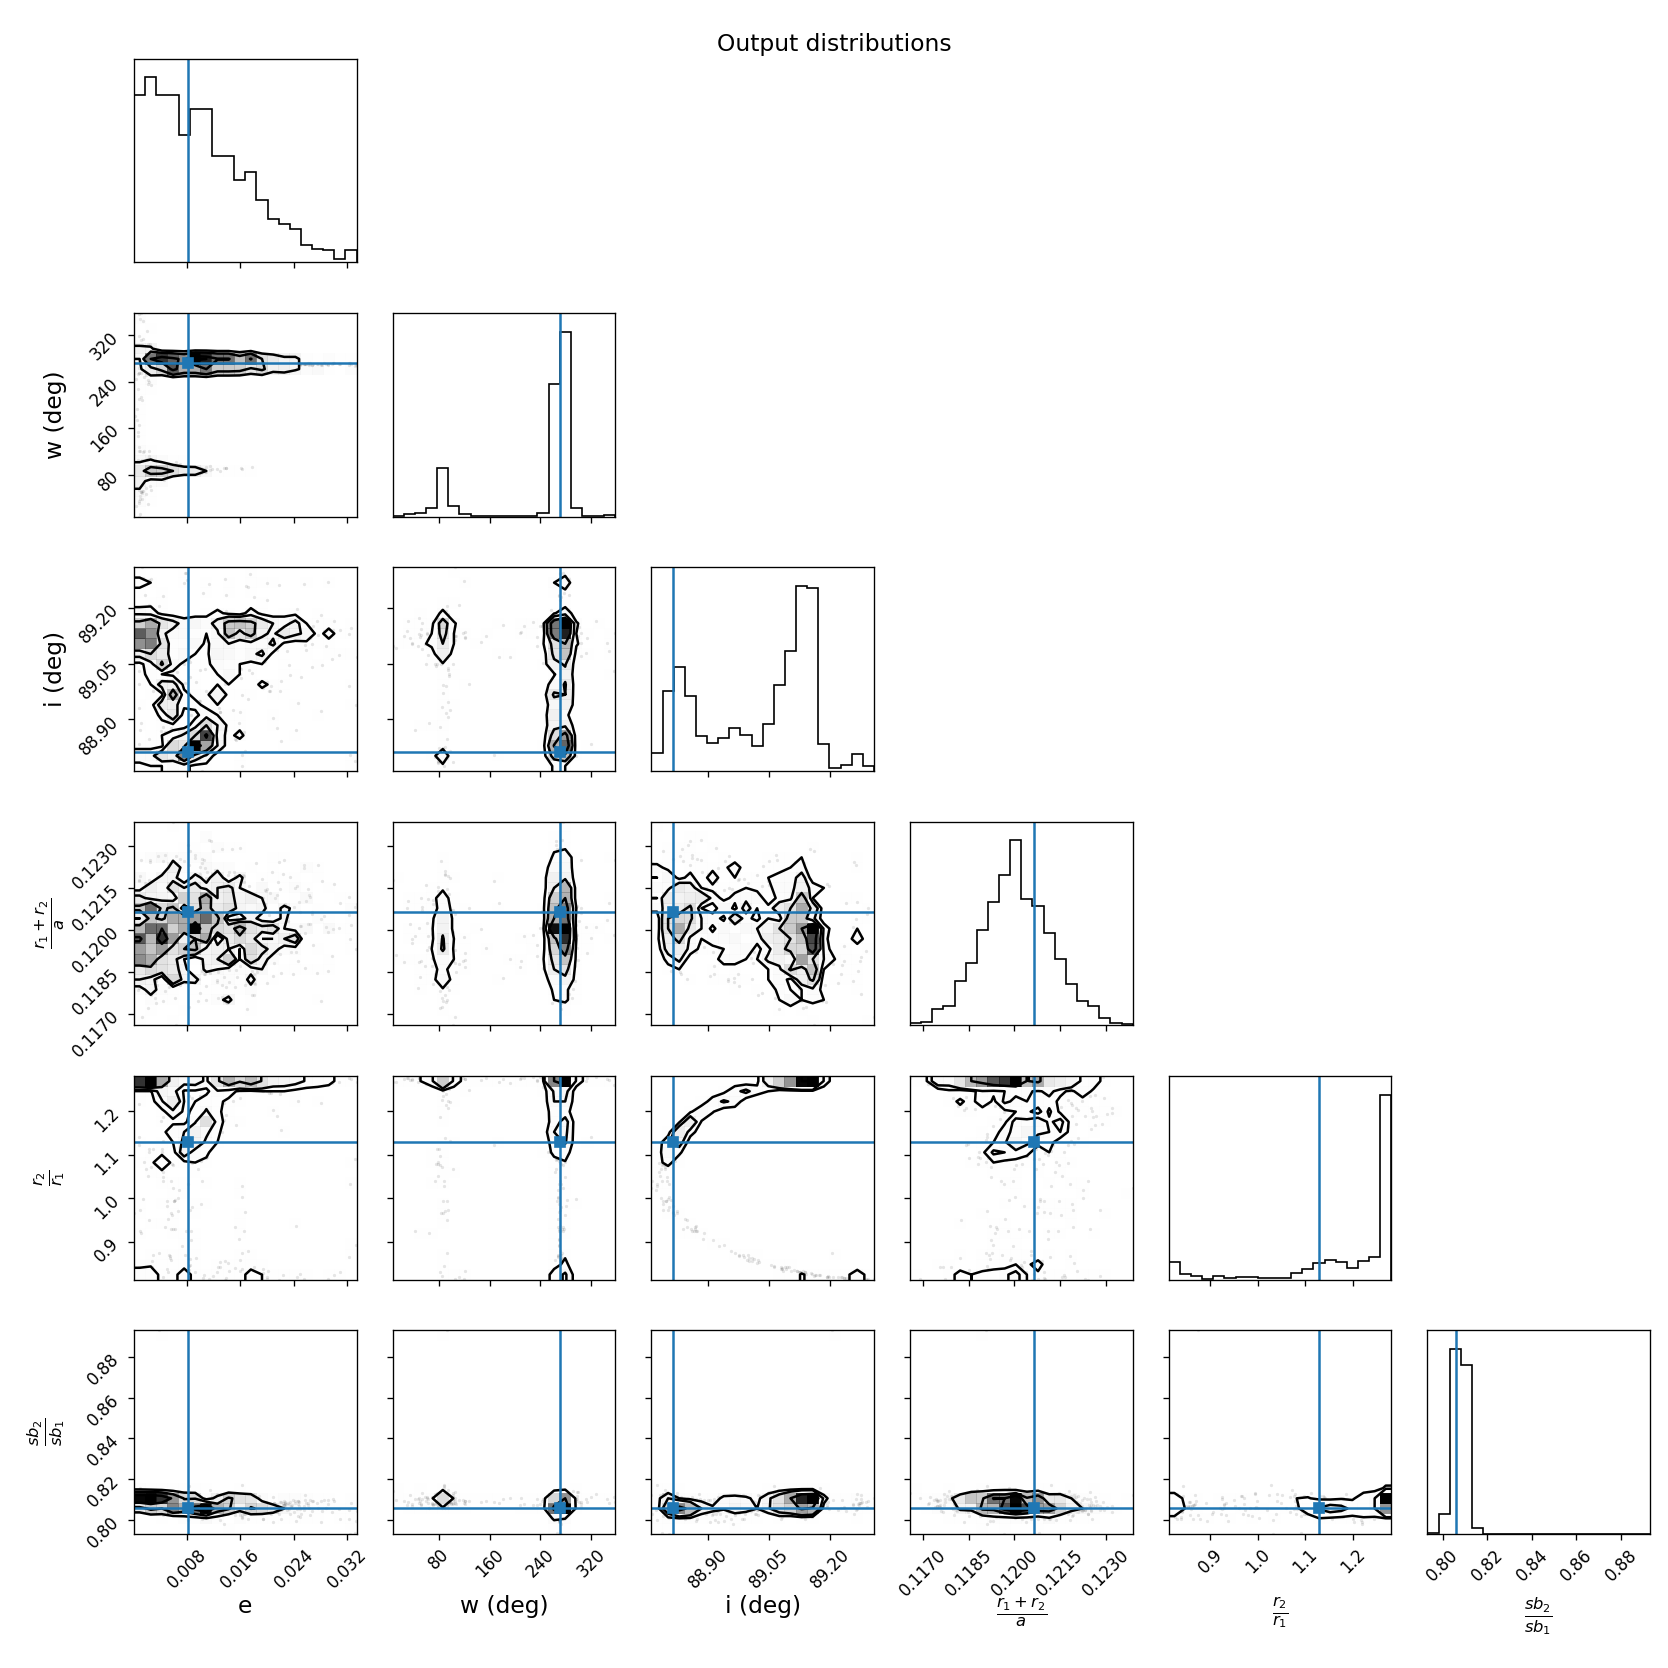 Output distributions
w (deg)
320
240
160
80
i (deg)
89.20
89.05
88.90
r₁ + r₂
a
0.1230
0.1215
0.1200
0.1185
0.1170
r₂
r₁
1.2
1.1
1.0
0.9
sb₂
sb₁
0.88
0.86
0.84
0.82
0.80
0.008 0.016 0.024 0.032
e
80 160 240 320
w (deg)
88.90 89.05 89.20
i (deg)
0.1170 0.1185 0.1200 0.1215 0.1230
r₁ + r₂
a
0.9 1.0 1.1 1.2
r₂
r₁
0.80 0.82 0.84 0.86 0.88
sb₂
sb₁